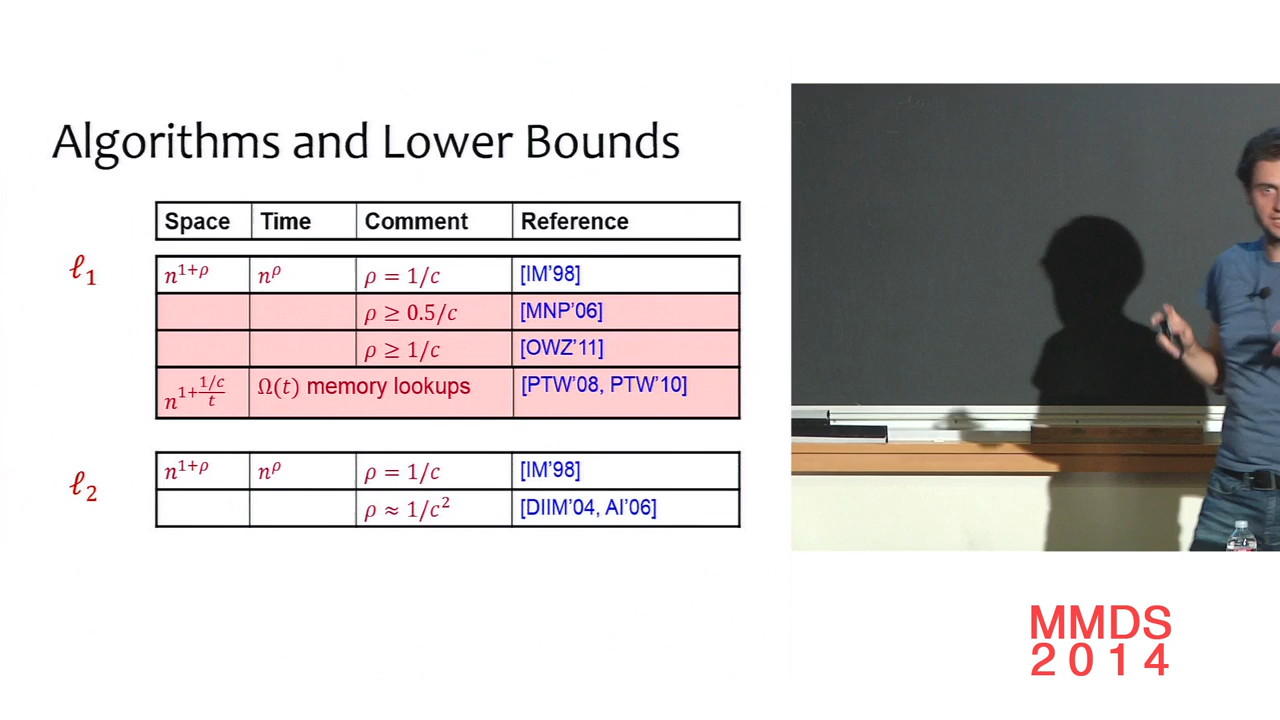 Algorithms and Lower Bounds
Space Time Comment Reference
ℓ₁
n^{1+ρ} n^ρ ρ = 1/c [IM'98]
ρ ≥ 0.5/c [MNP'06]
ρ ≥ 1/c [OWZ'11]
n^{1+\frac{1/c}{t}} Ω(t) memory lookups [PTW'08, PTW'10]
ℓ₂
n^{1+ρ} n^ρ ρ = 1/c [IM'98]
ρ ≈ 1/c² [DIIM'04, AI'06]
MMDS
2014